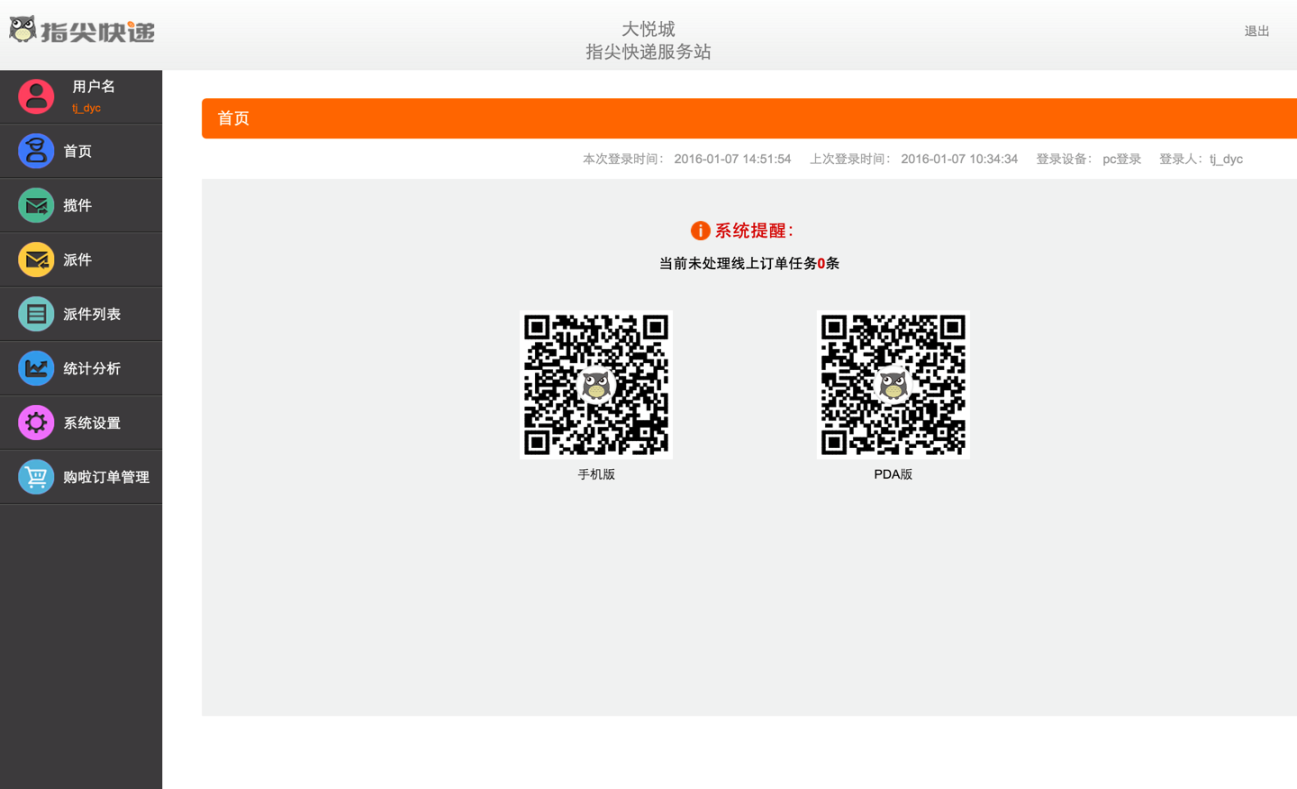 指尖快递
大悦城
指尖快递服务站
退出
用户名
tj_dyc
首页
揽件
派件
派件列表
统计分析
系统设置
购啦订单管理
首页
本次登录时间： 2016-01-07 14:51:54 上次登录时间： 2016-01-07 10:34:34 登录设备： pc登录 登录人：tj_dyc
系统提醒：
当前未处理线上订单任务0条
手机版
PDA版